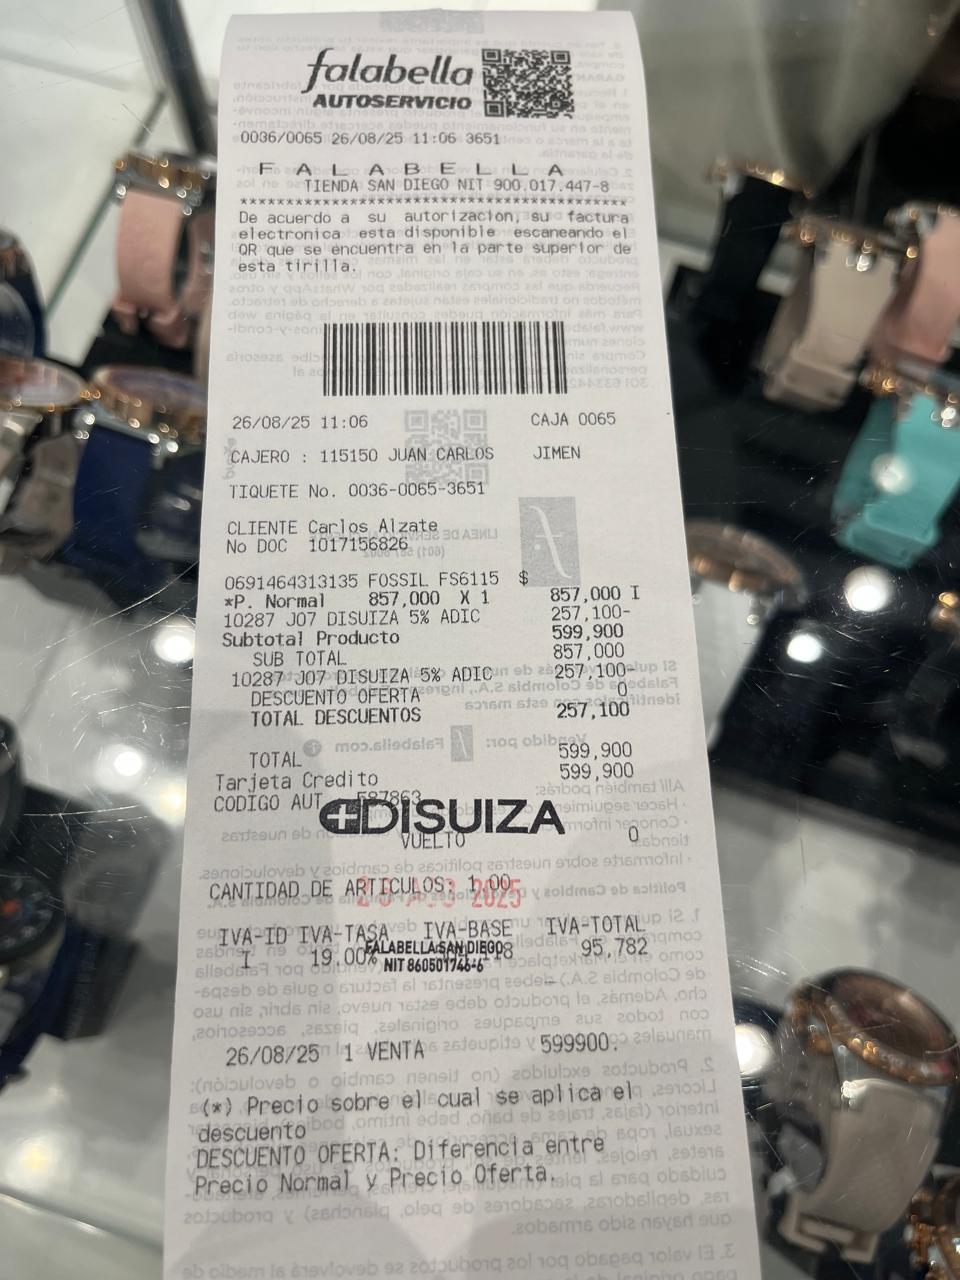 falabella
AUTOSERVICIO
0036/0065 26/08/25 11:06 3651
F A L A B E L L A
TIENDA SAN DIEGO NIT 900.017.447-8
************************************************
De acuerdo a su autorizacion, su factura
electronica esta disponible escaneando el
QR que se encuentra en la parte superior de
esta tirilla.
26/08/25 11:06 CAJA 0065
CAJERO : 115150 JUAN CARLOS JIMEN
TIQUETE No. 0036-0065-3651
CLIENTE Carlos Alzate
No DOC 1017156826
0691464313135 FOSSIL FS6115 $
*P. Normal 857,000 X 1 857,000 I
10287 J07 DISUIZA 5% ADIC 257,100-
Subtotal Producto 599,900
SUB TOTAL 857,000
10287 J07 DISUIZA 5% ADIC 257,100-
DESCUENTO OFERTA 0
TOTAL DESCUENTOS 257,100
TOTAL 599,900
Tarjeta Credito 599,900
CODIGO AUT 587863
DISUIZA
VUELTO 0
CANTIDAD DE ARTICULOS: 1.00
2025
IVA-ID IVA-TASA IVA-BASE IVA-TOTAL
I 19.00% 95,782
FALABELLA SAN DIEGO
NIT 860501746-6
26/08/25 1 VENTA 599900.
(*) Precio sobre el cual se aplica el
descuento
DESCUENTO OFERTA: Diferencia entre
Precio Normal y Precio Oferta.